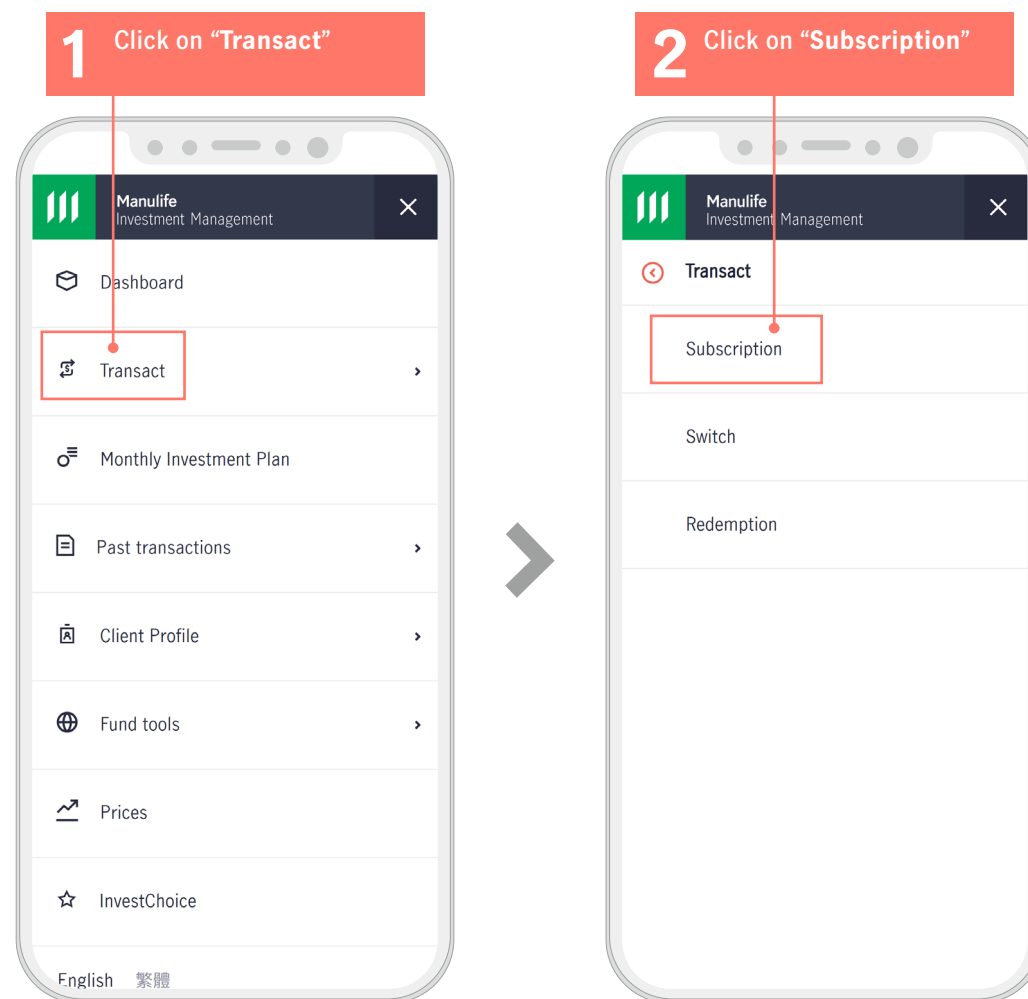 1 Click on “Transact”
Manulife
Investment Management
Dashboard
Transact
Monthly Investment Plan
Past transactions
Client Profile
Fund tools
Prices
InvestChoice
English 繁體
2 Click on “Subscription”
Manulife
Investment Management
Transact
Subscription
Switch
Redemption